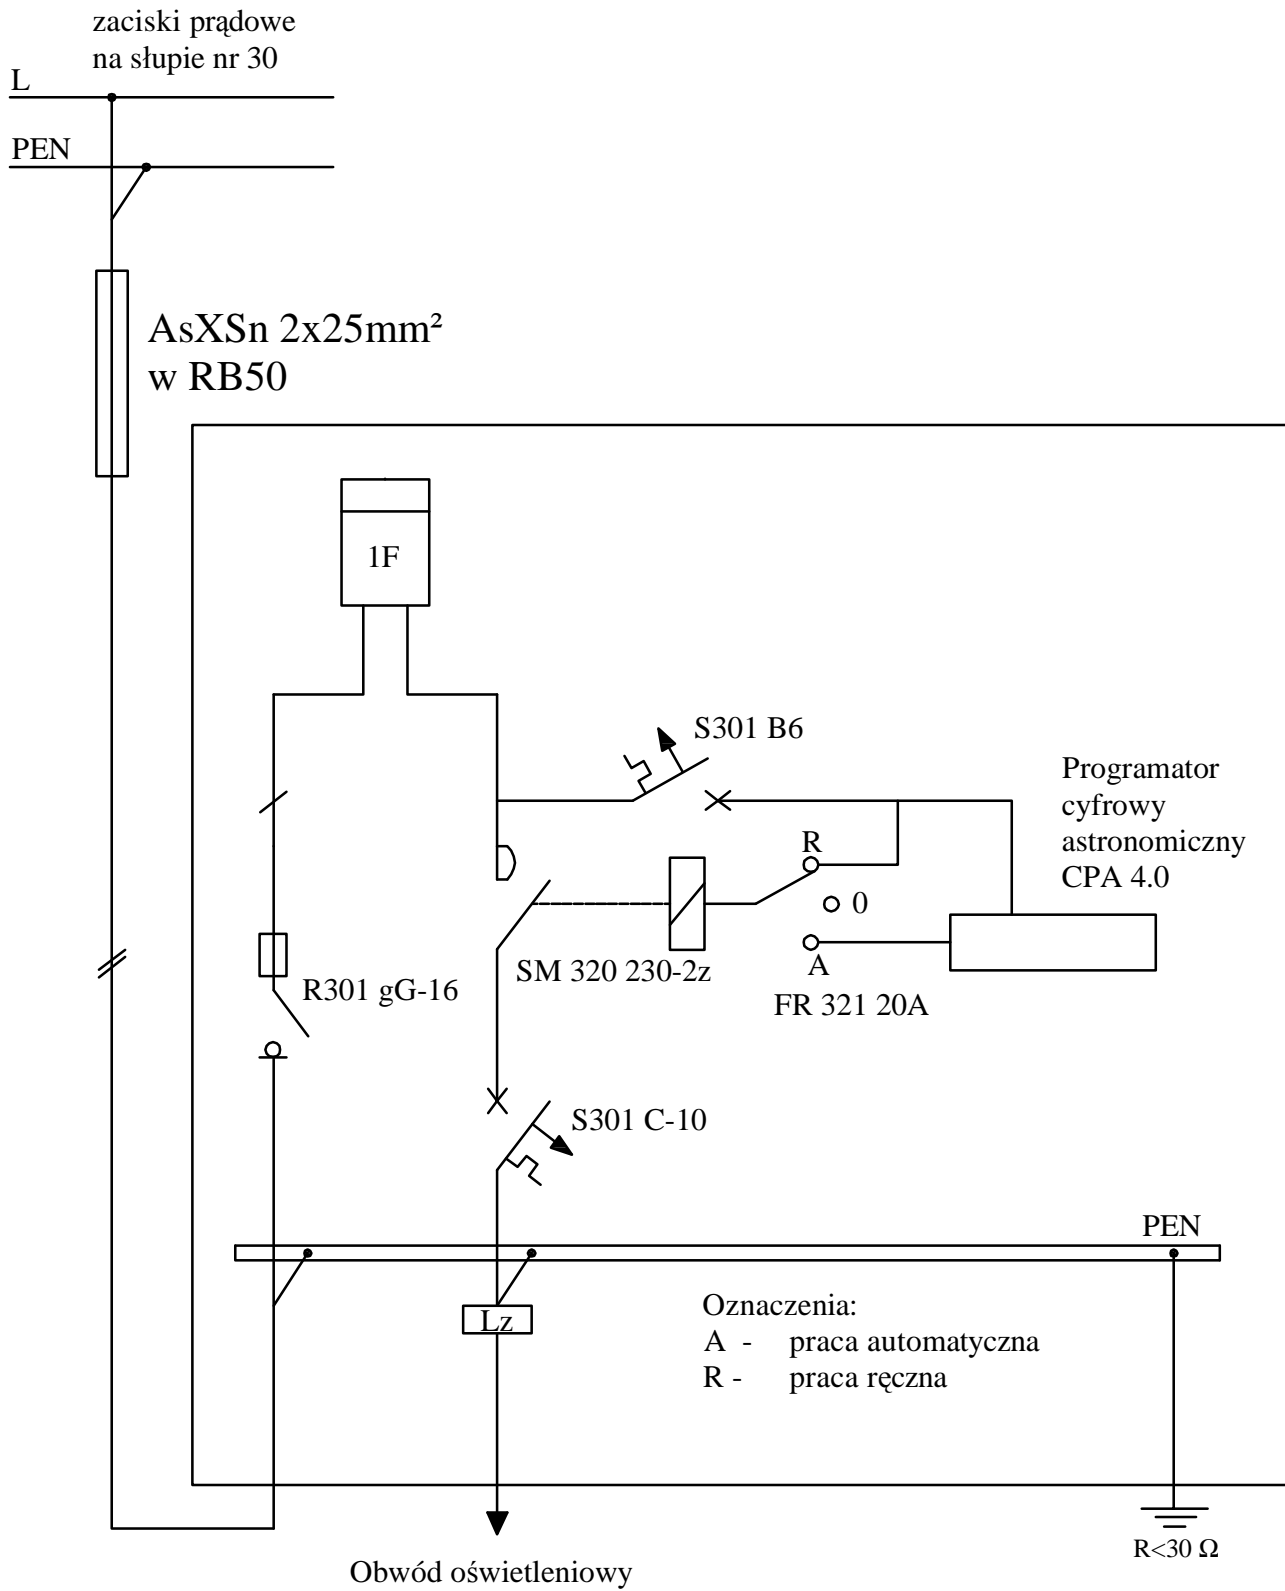 zaciski prądowe
na słupie nr 30
L
PEN
AsXSn 2x25mm²
w RB50
1F
S301 B6
Programator
cyfrowy
astronomiczny
CPA 4.0
R
0
A
SM 320 230-2z
FR 321 20A
R301 gG-16
S301 C-10
PEN
Lz
Oznaczenia:
A - praca automatyczna
R - praca ręczna
R<30 Ω
Obwód oświetleniowy